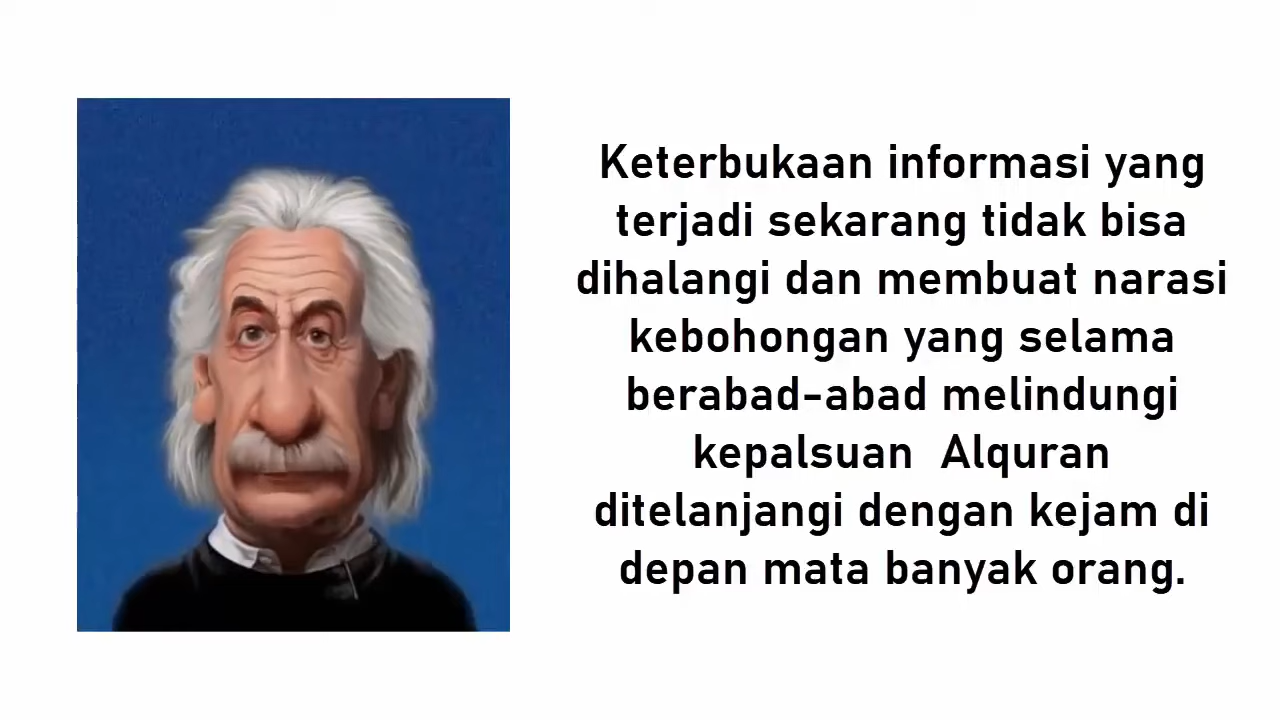 Keterbukaan informasi yang
terjadi sekarang tidak bisa
dihalangi dan membuat narasi
kebohongan yang selama
berabad-abad melindungi
kepalsuan  Alquran
ditelanjangi dengan kejam di
depan mata banyak orang.